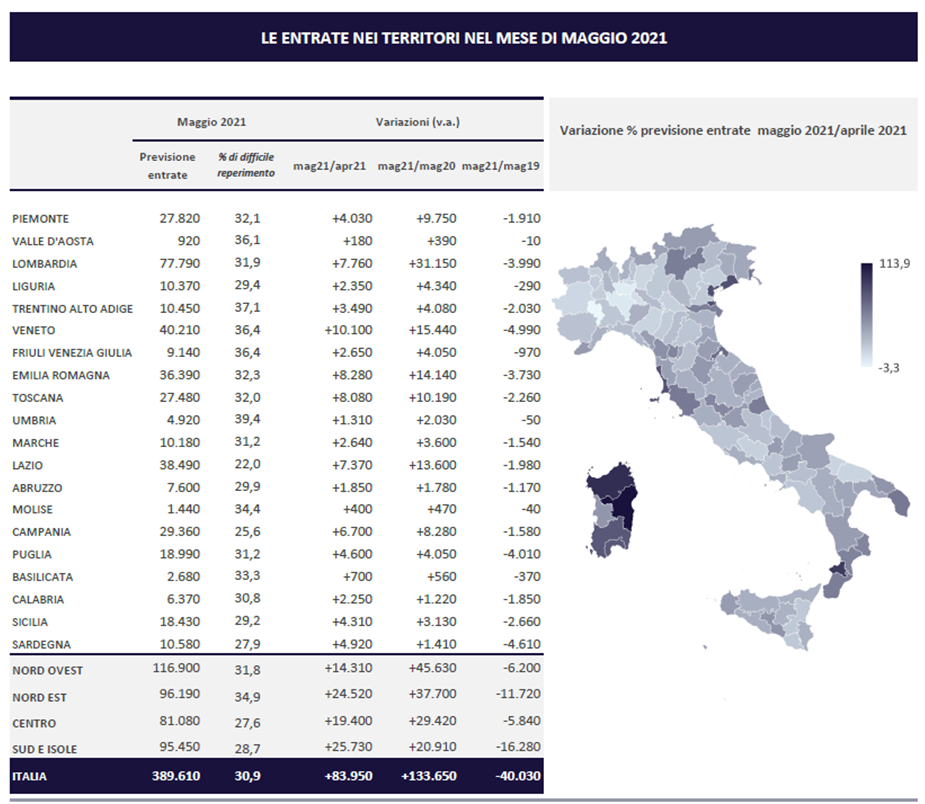 LE ENTRATE NEI TERRITORI NEL MESE DI MAGGIO 2021
Maggio 2021 Variazioni (v.a.)
Previsione entrate % di difficile reperimento mag21/apr21 mag21/mag20 mag21/mag19
PIEMONTE 27.820 32,1 +4.030 +9.750 -1.910
VALLE D'AOSTA 920 36,1 +180 +390 -10
LOMBARDIA 77.790 31,9 +7.760 +31.150 -3.990
LIGURIA 10.370 29,4 +2.350 +4.340 -290
TRENTINO ALTO ADIGE 10.450 37,1 +3.490 +4.080 -2.030
VENETO 40.210 36,4 +10.100 +15.440 -4.990
FRIULI VENEZIA GIULIA 9.140 36,4 +2.650 +4.050 -970
EMILIA ROMAGNA 36.390 32,3 +8.280 +14.140 -3.730
TOSCANA 27.480 32,0 +8.080 +10.190 -2.260
UMBRIA 4.920 39,4 +1.310 +2.030 -50
MARCHE 10.180 31,2 +2.640 +3.600 -1.540
LAZIO 38.490 22,0 +7.370 +13.600 -1.980
ABRUZZO 7.600 29,9 +1.850 +1.780 -1.170
MOLISE 1.440 34,4 +400 +470 -40
CAMPANIA 29.360 25,6 +6.700 +8.280 -1.580
PUGLIA 18.990 31,2 +4.600 +4.050 -4.010
BASILICATA 2.680 33,3 +700 +560 -370
CALABRIA 6.370 30,8 +2.250 +1.220 -1.850
SICILIA 18.430 29,2 +4.310 +3.130 -2.660
SARDEGNA 10.580 27,9 +4.920 +1.410 -4.610
NORD OVEST 116.900 31,8 +14.310 +45.630 -6.200
NORD EST 96.190 34,9 +24.520 +37.700 -11.720
CENTRO 81.080 27,6 +19.400 +29.420 -5.840
SUD E ISOLE 95.450 28,7 +25.730 +20.910 -16.280
ITALIA 389.610 30,9 +83.950 +133.650 -40.030
Variazione % previsione entrate maggio 2021/aprile 2021
113,9
-3,3